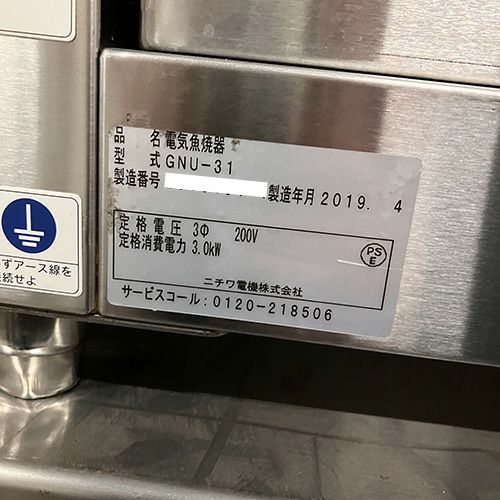 品 名 電気魚焼器
型 式 GNU-31
製造番号 製造年月 2019. 4
定格電圧 3Φ 200V
定格消費電力 3.0kW
PS
E
ニチワ電機株式会社
サービスコール:0120-218506
ずアース線を
続せよ